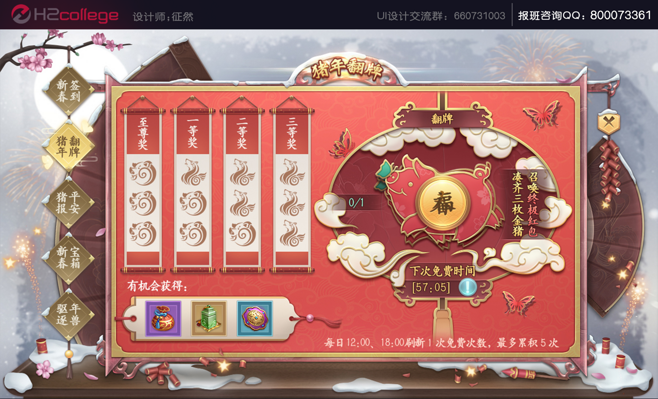 H2college 设计师:征然 UI设计交流群：660731003 报班咨询QQ：800073361
猪年翻牌
新春签到
猪年翻牌
猪报平安
新春宝箱
驱逐年兽
至尊奖
一等奖
二等奖
三等奖
翻牌
0/1
福
凑齐三枚金猪
召唤终极红包
下次免费时间
[57:05]
有机会获得：
每日12:00、18:00刷新1次免费次数，最多累积5次